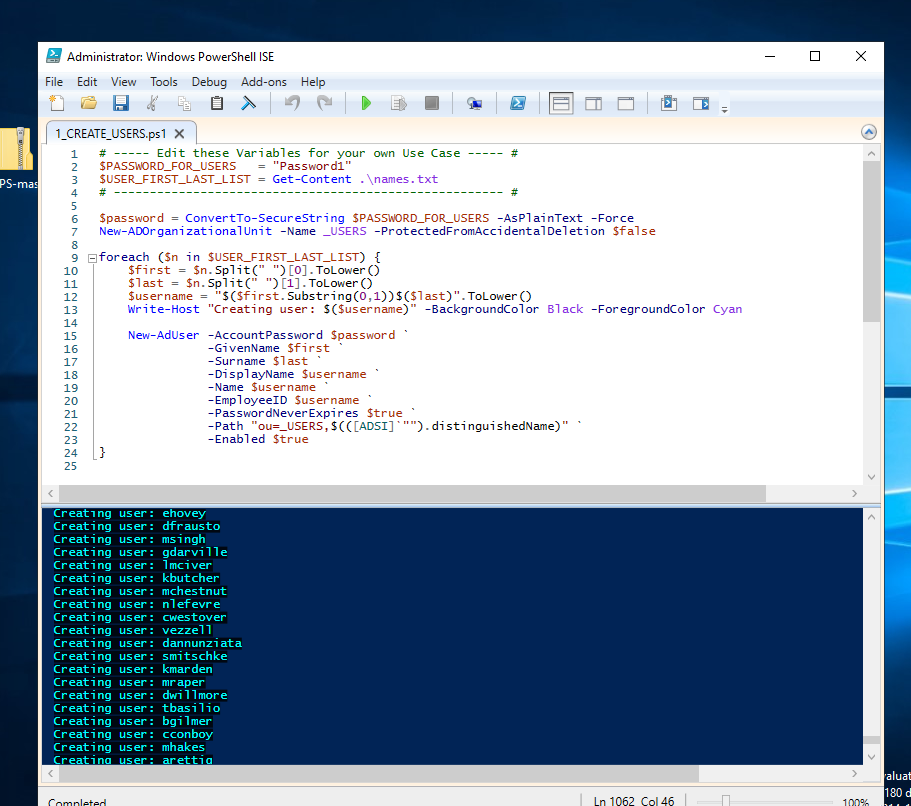 Administrator: Windows PowerShell ISE
File Edit View Tools Debug Add-ons Help
1_CREATE_USERS.ps1
PS-mas
1 # ----- Edit these Variables for your own Use Case ----- #
2 $PASSWORD_FOR_USERS   = "Password1"
3 $USER_FIRST_LAST_LIST = Get-Content .\names.txt
4 # ------------------------------------------------------ #
5
6 $password = ConvertTo-SecureString $PASSWORD_FOR_USERS -AsPlainText -Force
7 New-ADOrganizationalUnit -Name _USERS -ProtectedFromAccidentalDeletion $false
8
9 foreach ($n in $USER_FIRST_LAST_LIST) {
10     $first = $n.Split(" ")[0].ToLower()
11     $last = $n.Split(" ")[1].ToLower()
12     $username = "$($first.Substring(0,1))$($last)".ToLower()
13     Write-Host "Creating user: $($username)" -BackgroundColor Black -ForegroundColor Cyan
14
15     New-AdUser -AccountPassword $password `
16                -GivenName $first `
17                -Surname $last `
18                -DisplayName $username `
19                -Name $username `
20                -EmployeeID $username `
21                -PasswordNeverExpires $true `
22                -Path "ou=_USERS,$(([ADSI]`"").distinguishedName)" `
23                -Enabled $true
24 }
25
Creating user: ehovey
Creating user: dfrausto
Creating user: msingh
Creating user: gdarville
Creating user: lmciver
Creating user: kbutcher
Creating user: mchestnut
Creating user: nlefevre
Creating user: cwestover
Creating user: vezzell
Creating user: dannunziata
Creating user: smitschke
Creating user: kmarden
Creating user: mraper
Creating user: dwillmore
Creating user: tbasilio
Creating user: bgilmer
Creating user: cconboy
Creating user: mhakes
Creating user: arettig
Completed
Ln 1062 Col 46
100%
valuat
180 d